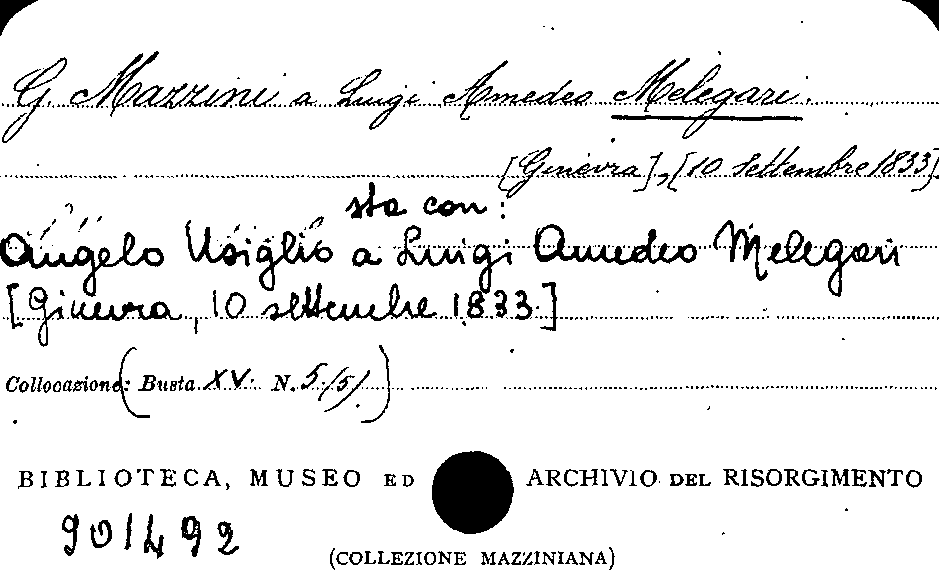 G. Mazzini a Luigi Amedeo Melegari.
[Ginevra], [10 Settembre 1833]
sta con:
Angelo Usiglio a Luigi Amedeo Melegari
[Ginevra, 10 settembre 1833.]
Collocazione: (Busta XV. N. 5/5/.)
BIBLIOTECA, MUSEO ED ARCHIVIO DEL RISORGIMENTO
901492
(COLLEZIONE MAZZINIANA)